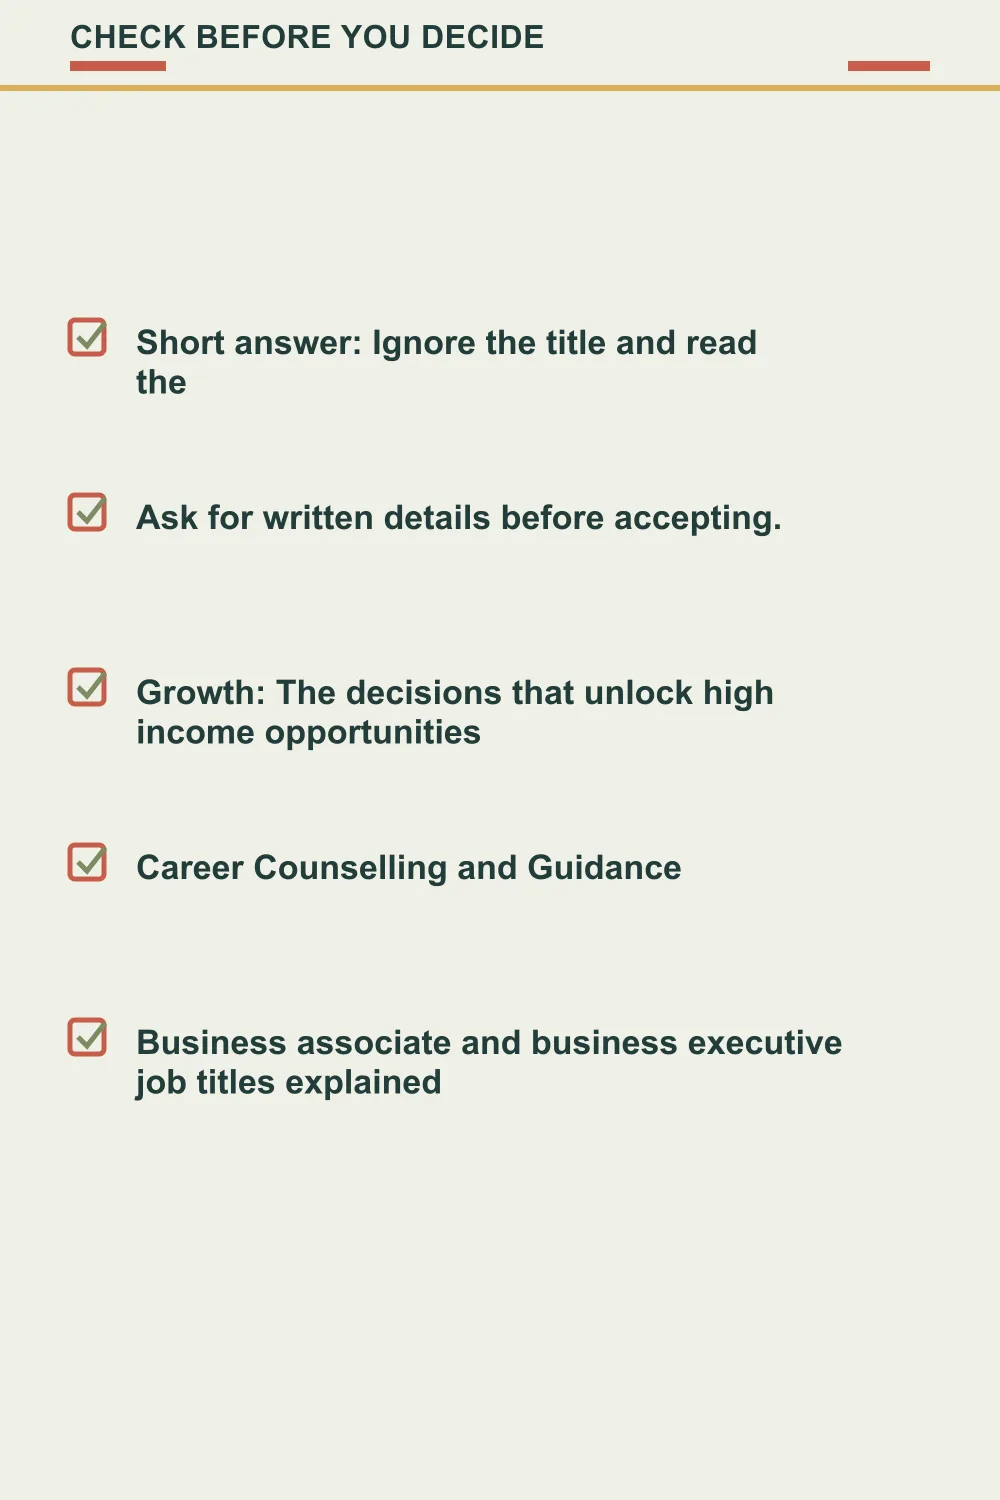 CHECK BEFORE YOU DECIDE
Short answer: Ignore the title and read
the
Ask for written details before accepting.
Growth: The decisions that unlock high
income opportunities
Career Counselling and Guidance
Business associate and business executive
job titles explained